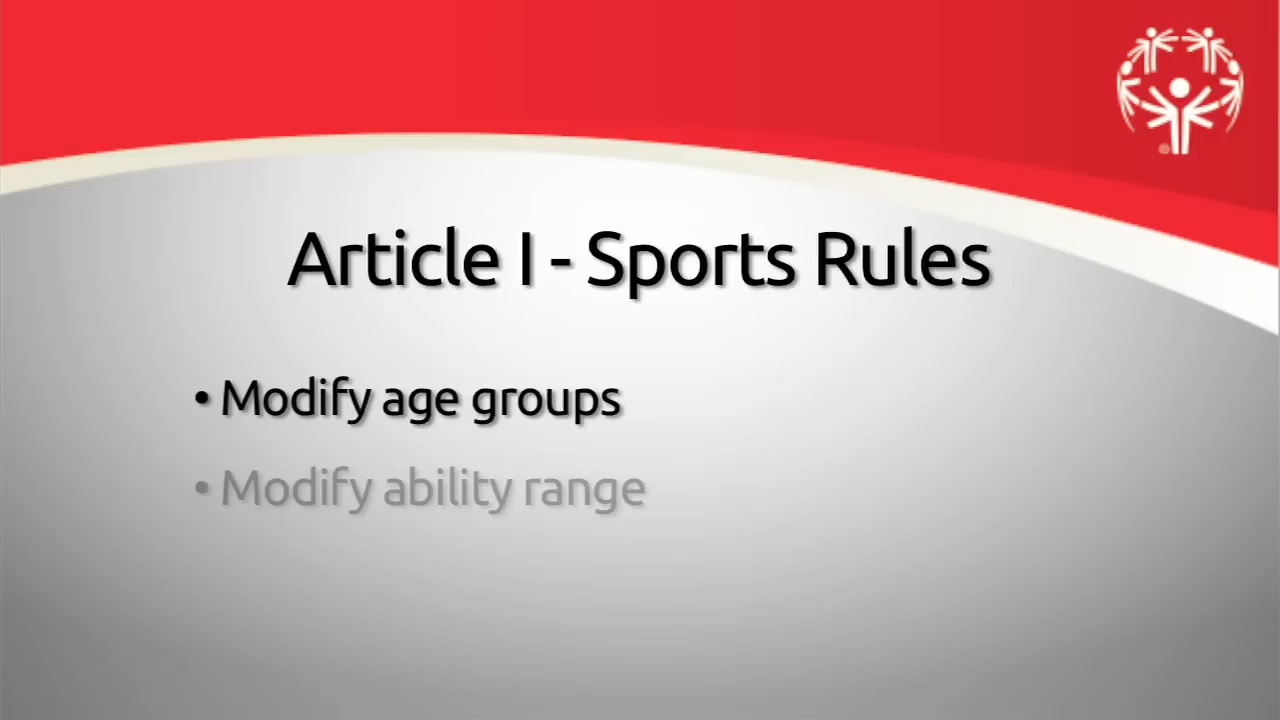 Article I - Sports Rules
• Modify age groups
• Modify ability range